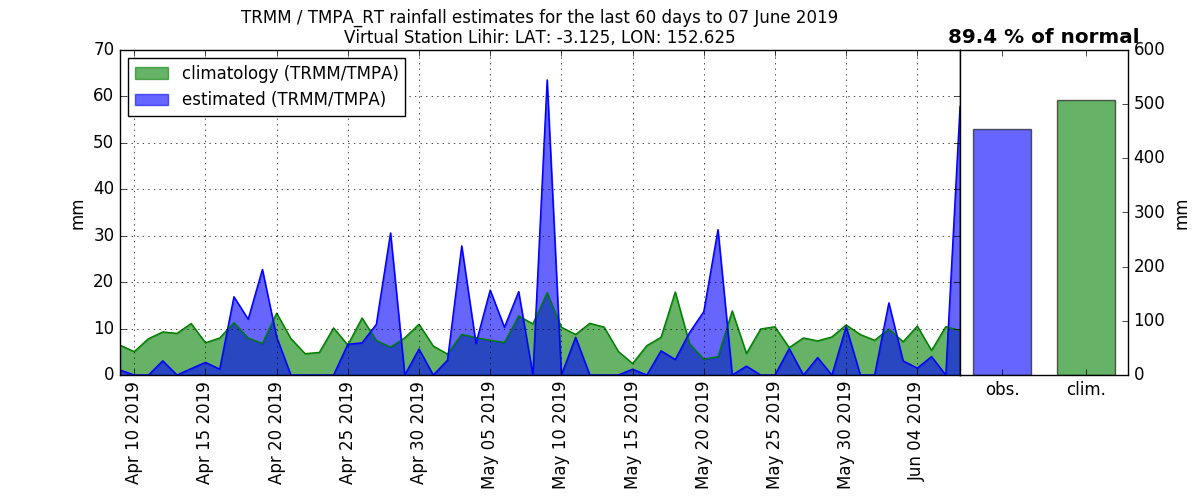 TRMM / TMPA_RT rainfall estimates for the last 60 days to 07 June 2019
Virtual Station Lihir: LAT: -3.125, LON: 152.625
89.4 % of normal
climatology (TRMM/TMPA)
estimated (TRMM/TMPA)
70
60
50
40
30
20
10
0
mm
600
500
400
300
200
100
0
mm
Apr 10 2019
Apr 15 2019
Apr 20 2019
Apr 25 2019
Apr 30 2019
May 05 2019
May 10 2019
May 15 2019
May 20 2019
May 25 2019
May 30 2019
Jun 04 2019
obs.
clim.